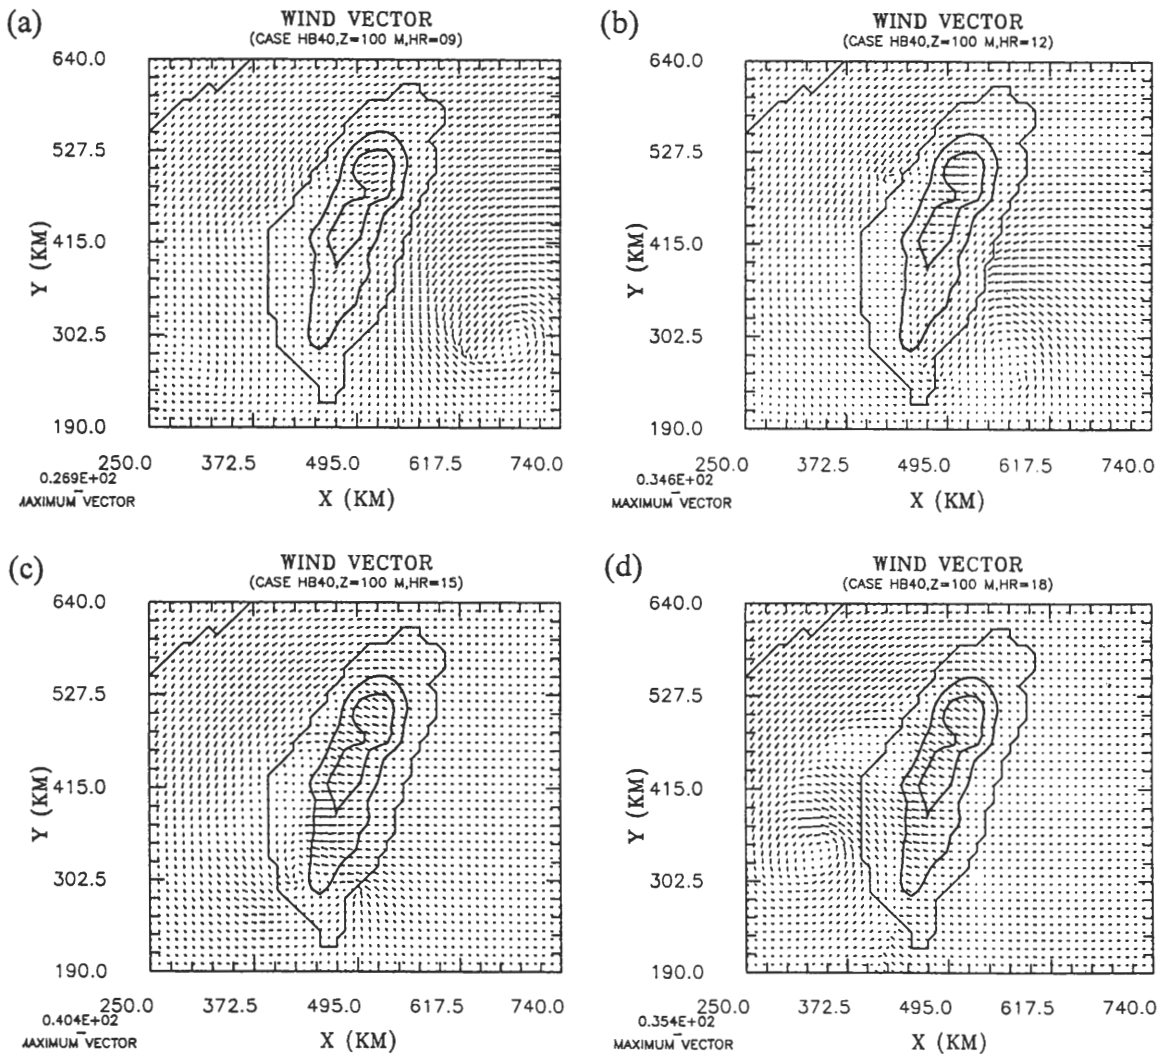 (a)
WIND VECTOR
(CASE HB40,Z=100 M,HR=09)
640.0
527.5
415.0
302.5
190.0
Y (KM)
250.0 372.5 495.0 617.5 740.0
0.269E+02
MAXIMUM VECTOR
X (KM)
(b)
WIND VECTOR
(CASE HB40,Z=100 M,HR=12)
640.0
527.5
415.0
302.5
190.0
Y (KM)
250.0 372.5 495.0 617.5 740.0
0.346E+02
MAXIMUM VECTOR
X (KM)
(c)
WIND VECTOR
(CASE HB40,Z=100 M,HR=15)
640.0
527.5
415.0
302.5
190.0
Y (KM)
250.0 372.5 495.0 617.5 740.0
0.404E+02
MAXIMUM VECTOR
X (KM)
(d)
WIND VECTOR
(CASE HB40,Z=100 M,HR=18)
640.0
527.5
415.0
302.5
190.0
Y (KM)
250.0 372.5 495.0 617.5 740.0
0.354E+02
MAXIMUM VECTOR
X (KM)